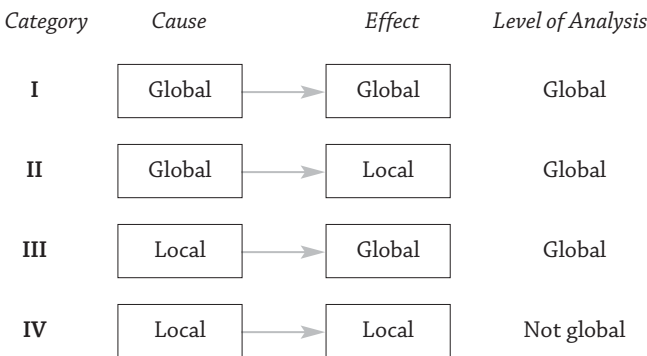 Category Cause Effect Level of Analysis
I Global Global Global
II Global Local Global
III Local Global Global
IV Local Local Not global